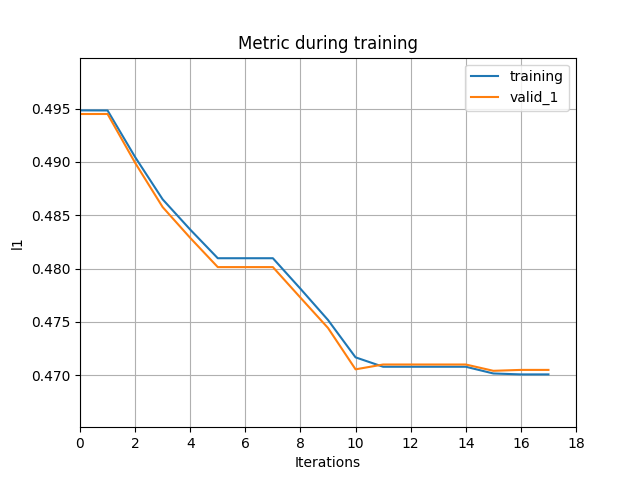 Metric during training
training
valid_1
0.495
0.490
0.485
0.480
0.475
0.470
l1
0 2 4 6 8 10 12 14 16 18
Iterations